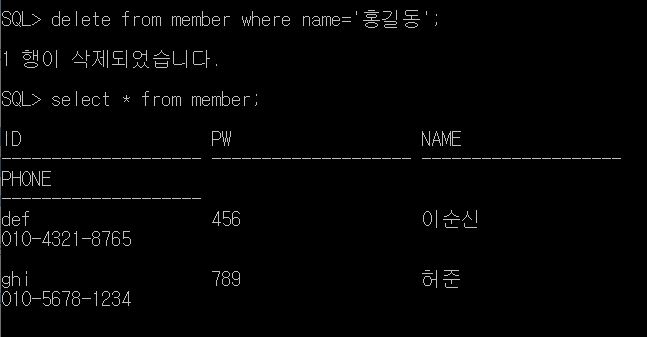 SQL> delete from member where name='홍길동';
1 행이 삭제되었습니다.
SQL> select * from member;
ID PW NAME
-------------------- -------------------- --------------------
PHONE
--------------------
def 456 이순신
010-4321-8765
ghi 789 허준
010-5678-1234